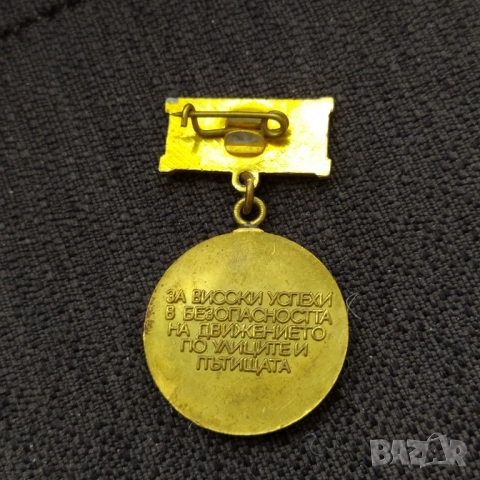 ЗА ВИСОКИ УСПЕХИ
В БЕЗОПАСНОСТТА
НА ДВИЖЕНИЕТО
ПО УЛИЦИТЕ И
ПЪТИЩАТА
BAZAR